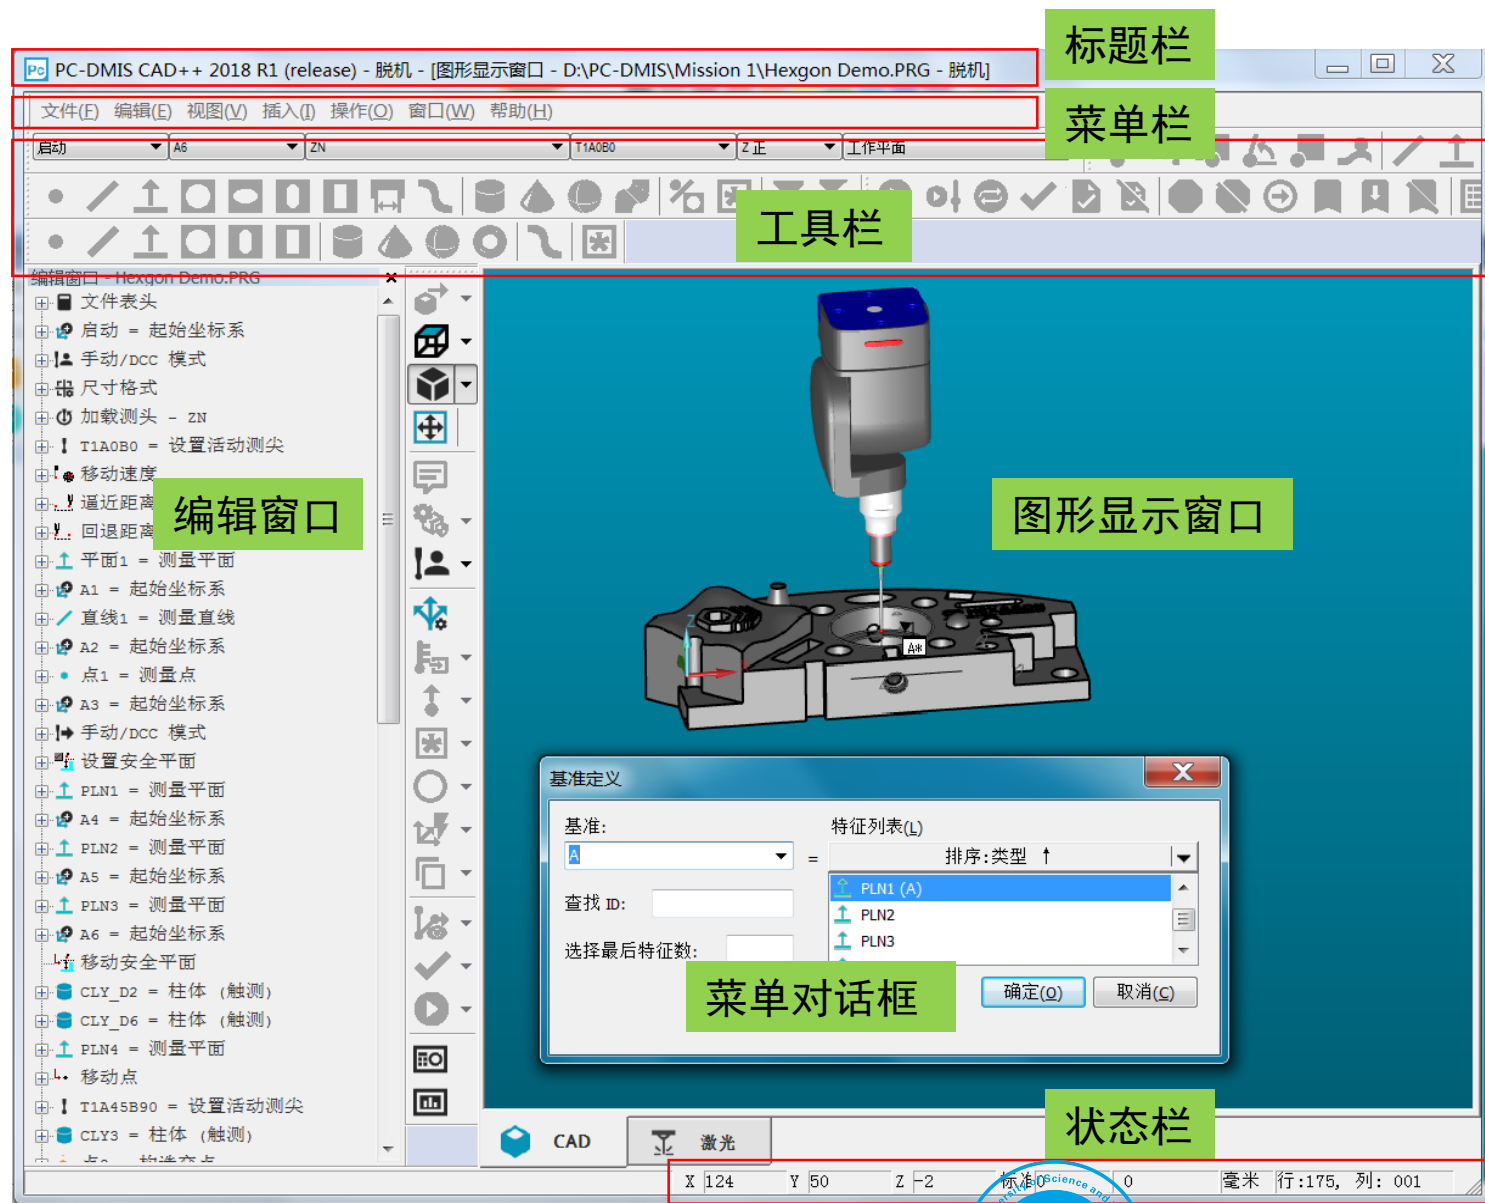 标题栏
PC-DMIS CAD++ 2018 R1 (release) - 脱机 - [图形显示窗口 - D:\PC-DMIS\Mission 1\Hexgon Demo.PRG - 脱机]
文件(F) 编辑(E) 视图(V) 插入(I) 操作(O) 窗口(W) 帮助(H)
菜单栏
启动 A6 ZN T1A0B0 Z 正 工作平面
工具栏
编辑窗口 - Hexgon Demo.PRG
文件表头
启动 = 起始坐标系
手动/DCC 模式
尺寸格式
加载测头 - ZN
T1A0B0 = 设置活动测尖
移动速度
逼近距离
回退距离
编辑窗口
图形显示窗口
平面1 = 测量平面
A1 = 起始坐标系
直线1 = 测量直线
A2 = 起始坐标系
点1 = 测量点
A3 = 起始坐标系
手动/DCC 模式
设置安全平面
PLN1 = 测量平面
A4 = 起始坐标系
PLN2 = 测量平面
A5 = 起始坐标系
PLN3 = 测量平面
A6 = 起始坐标系
移动安全平面
CLY_D2 = 柱体 (触测)
CLY_D6 = 柱体 (触测)
PLN4 = 测量平面
移动点
T1A45B90 = 设置活动测尖
CLY3 = 柱体 (触测)
Z
A*
基准定义
基准:
特征列表(L)
A
=
排序:类型 ↑
PLN1 (A)
查找 ID:
PLN2
PLN3
选择最后特征数:
菜单对话框
确定(O) 取消(C)
状态栏
CAD 激光
X 124 Y 50 Z -2 标准 0 0 毫米 行:175, 列: 001